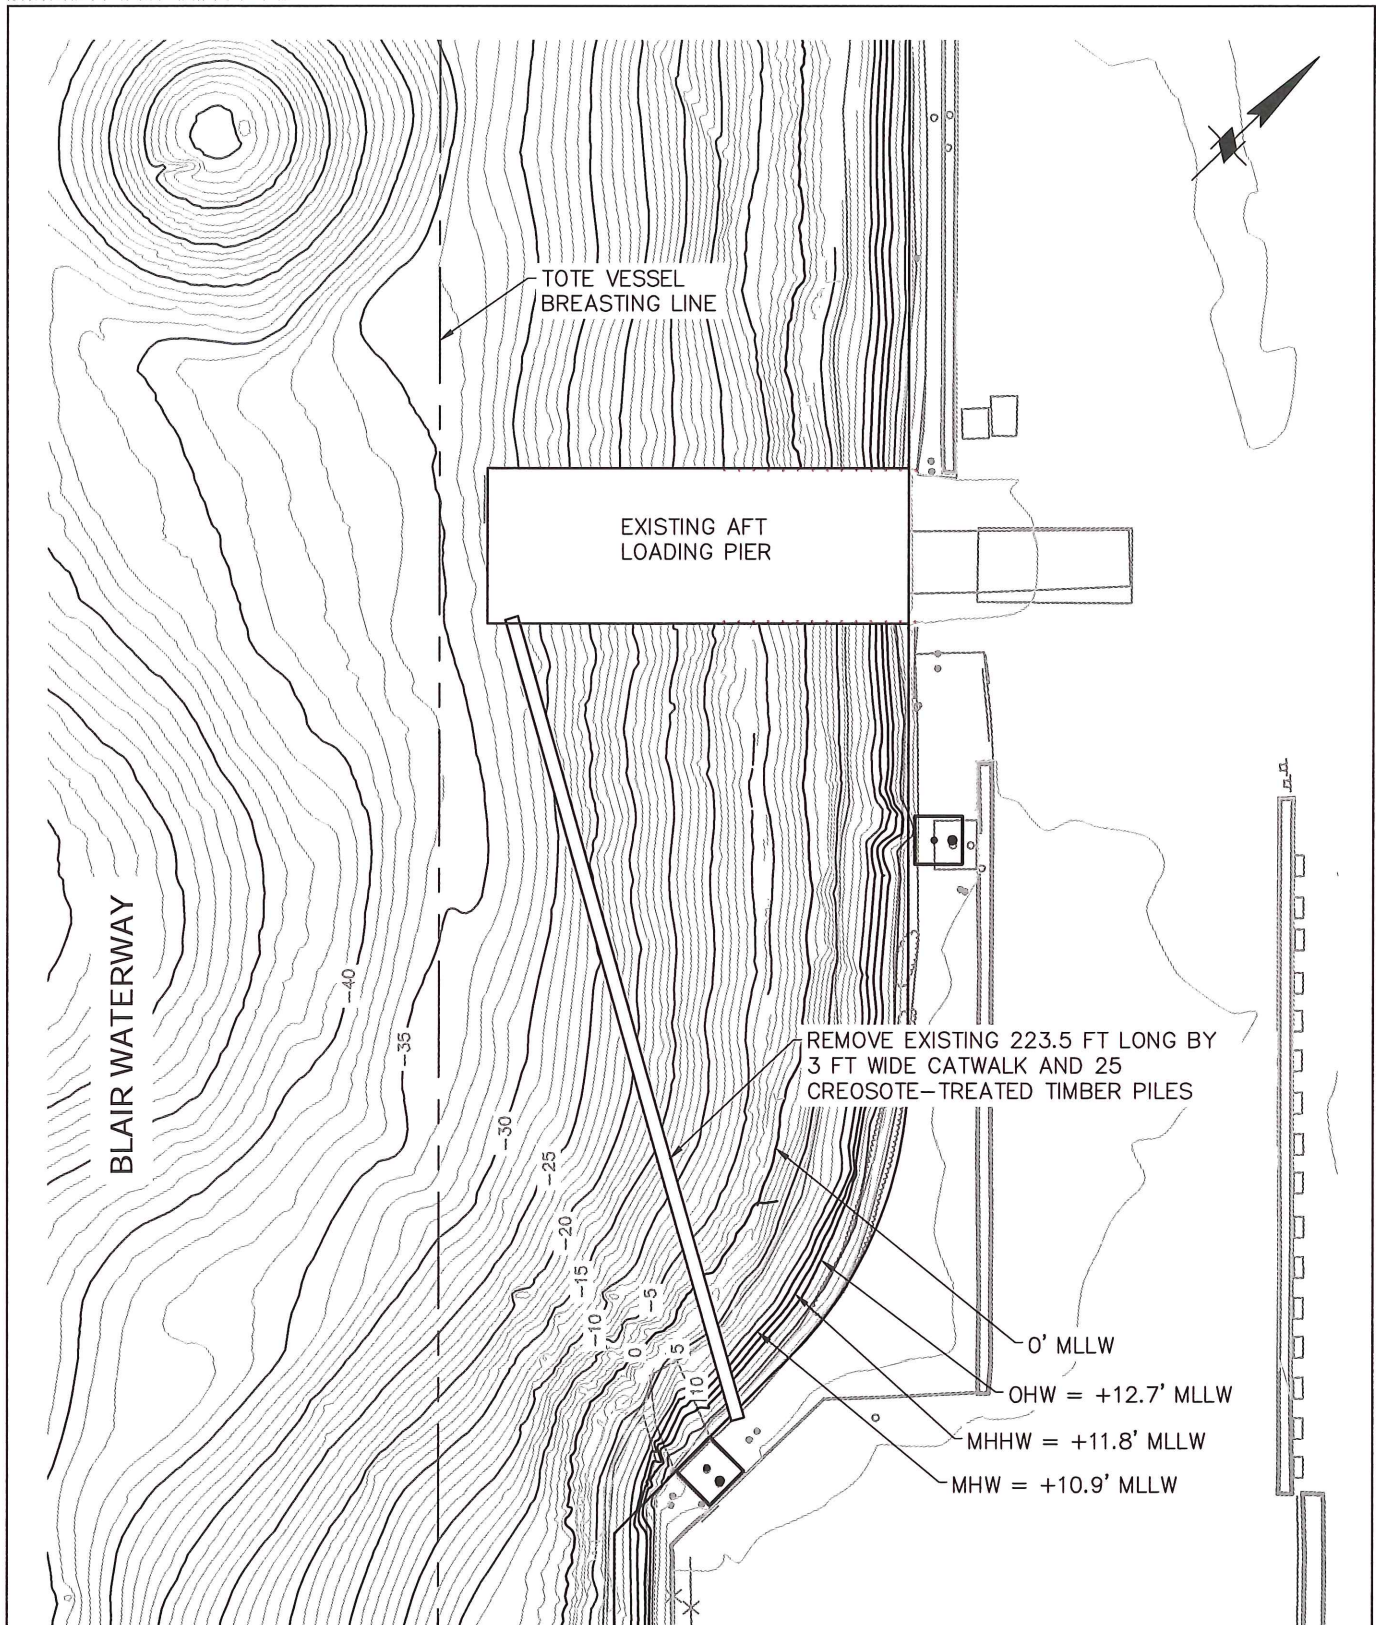 TOTE VESSEL
BREASTING LINE
EXISTING AFT
LOADING PIER
BLAIR WATERWAY
-40
-35
REMOVE EXISTING 223.5 FT LONG BY
3 FT WIDE CATWALK AND 25
CREOSOTE-TREATED TIMBER PILES
-30
-25
-20
-15
-10
-5
0
5
10
0' MLLW
OHW = +12.7' MLLW
MHHW = +11.8' MLLW
MHW = +10.9' MLLW